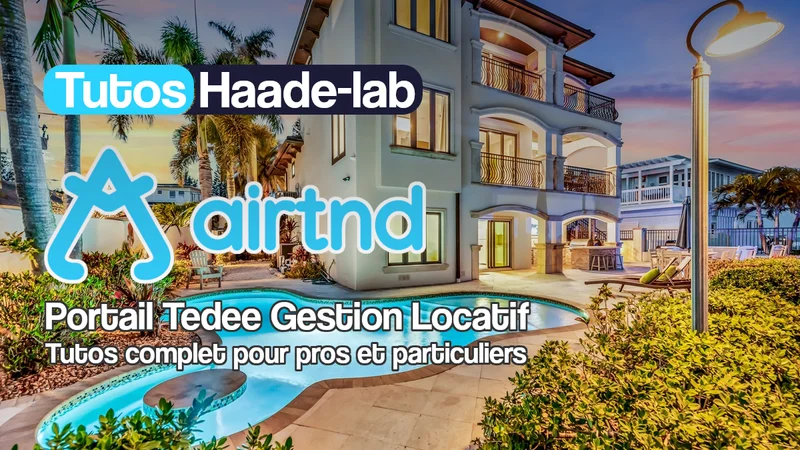 Tutos Haade-lab
airtnd
Portail Tedee Gestion Locatif
Tutos complet pour pros et particuliers